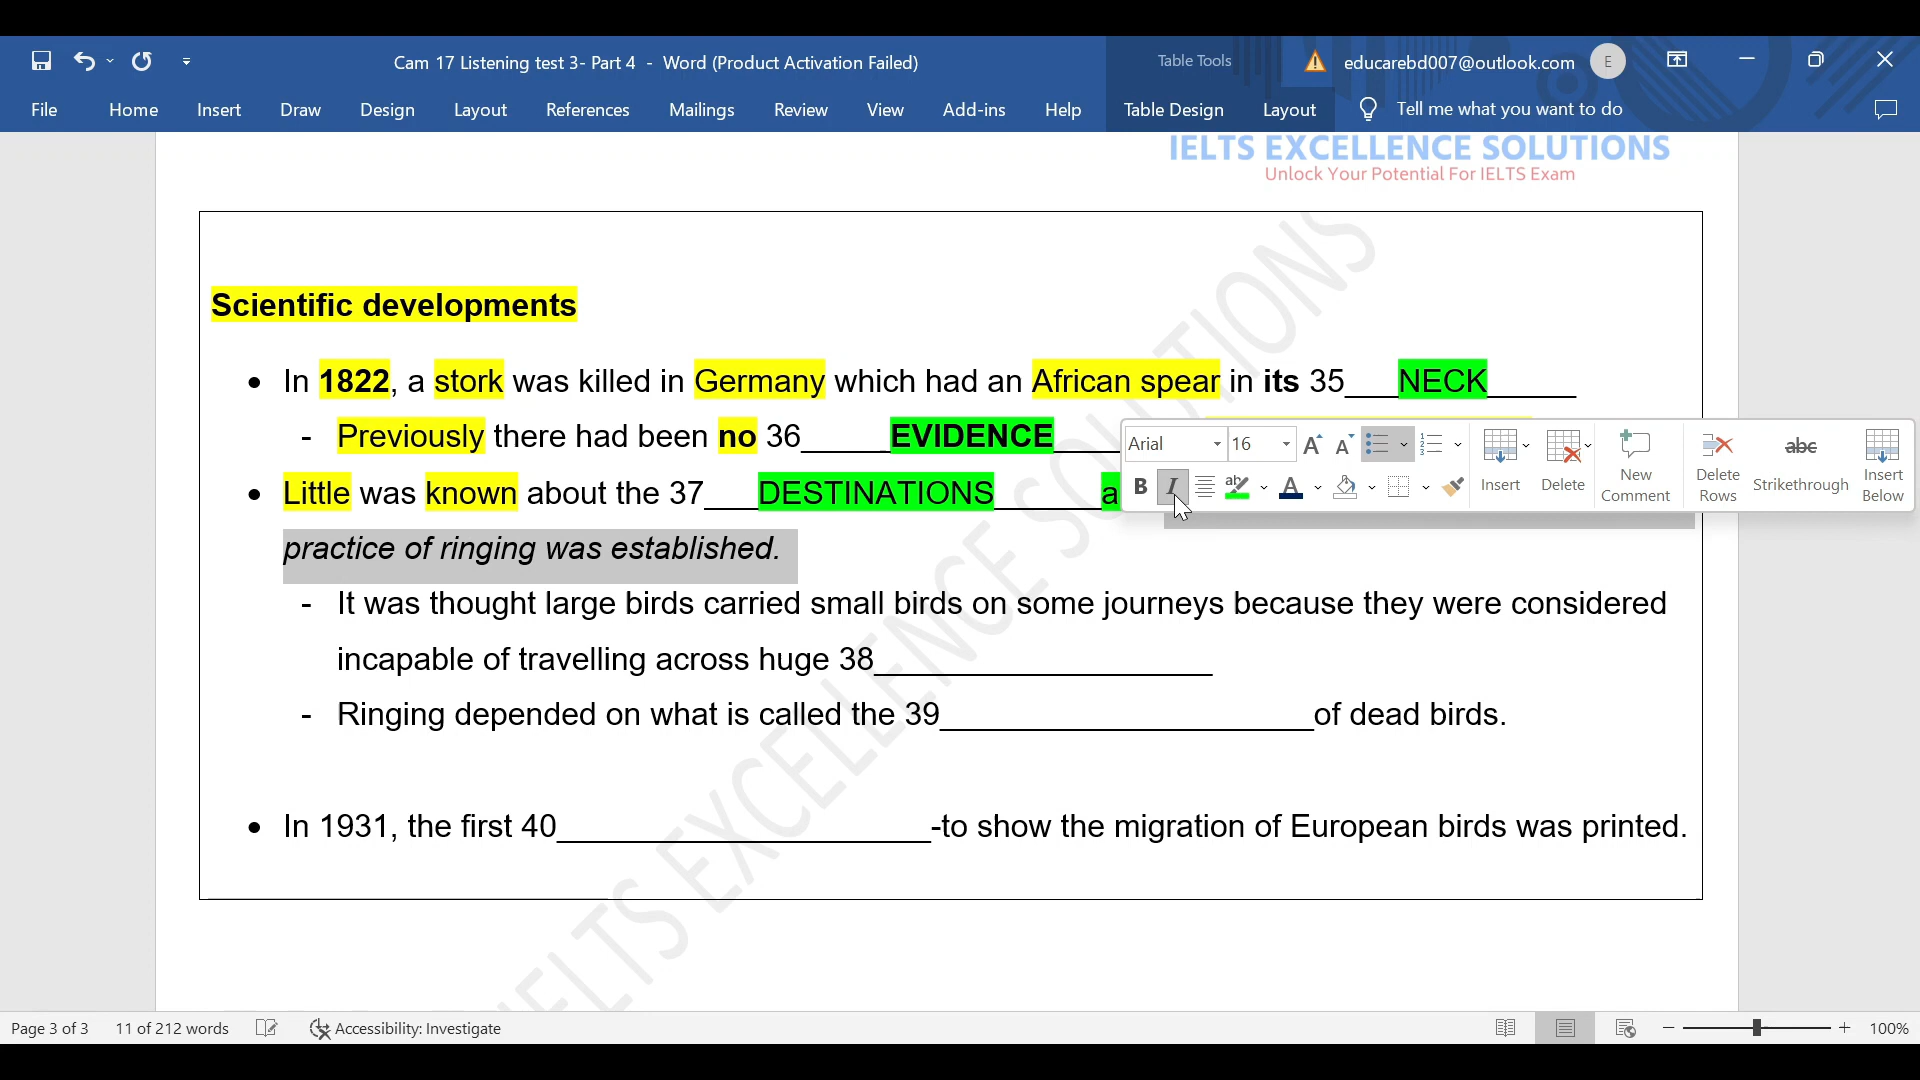 Cam 17 Listening test 3- Part 4 - Word (Product Activation Failed)
Table Tools
educarebd007@outlook.com
E
File Home Insert Draw Design Layout References Mailings Review View Add-ins Help Table Design Layout Tell me what you want to do
IELTS EXCELLENCE SOLUTIONS
Unlock Your Potential For IELTS Exam
Scientific developments
• In 1822, a stork was killed in Germany which had an African spear in its 35___NECK_____
- Previously there had been no 36_____EVIDENCE____
Arial 16
New Comment
Delete Rows
Strikethrough
Insert Below
Insert
Delete
B I
• Little was known about the 37___DESTINATIONS______a
practice of ringing was established.
- It was thought large birds carried small birds on some journeys because they were considered
incapable of travelling across huge 38___________________
- Ringing depended on what is called the 39_____________________of dead birds.
• In 1931, the first 40_____________________-to show the migration of European birds was printed.
IELTS EXCELLENCE SOLUTIONS
Page 3 of 3 11 of 212 words Accessibility: Investigate 100%